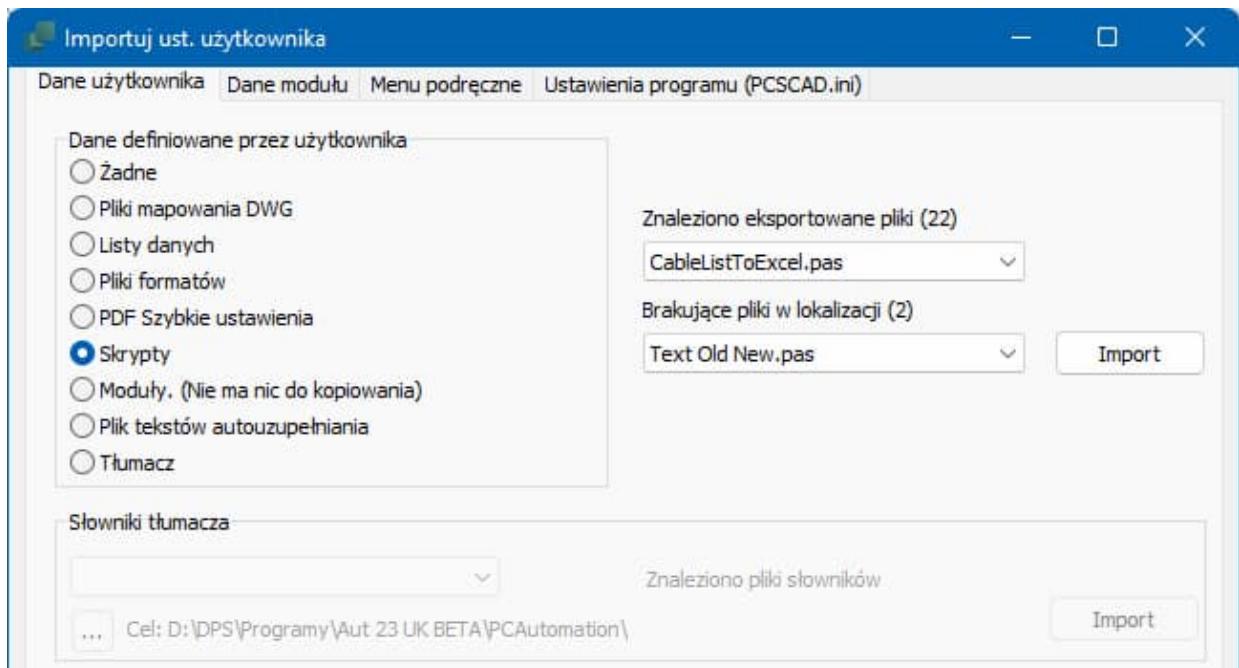 Importuj ust. użytkownika
Dane użytkownika Dane modułu Menu podręczne Ustawienia programu (PCSCAD.ini)
Dane definiowane przez użytkownika
Żadne
Pliki mapowania DWG
Listy danych
Pliki formatów
PDF Szybkie ustawienia
Skrypty
Moduły. (Nie ma nic do kopiowania)
Plik tekstów autouzupełniania
Tłumacz
Znaleziono eksportowane pliki (22)
CableListToExcel.pas
Brakujące pliki w lokalizacji (2)
Text Old New.pas
Import
Słowniki tłumacza
Znaleziono pliki słowników
... Cel: D:\DPS\Programy\Aut 23 UK BETA\PCAutomation\
Import